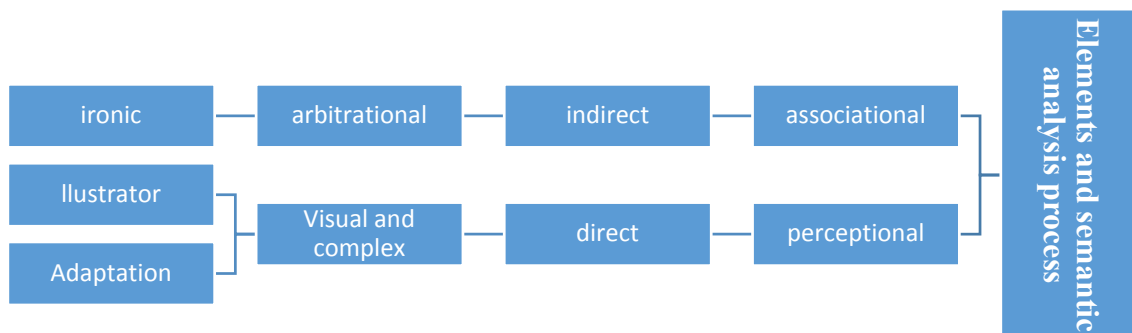 Elements and semantic
analysis process
ironic
arbitrational
indirect
associational
llustrator
Visual and
complex
direct
perceptional
Adaptation